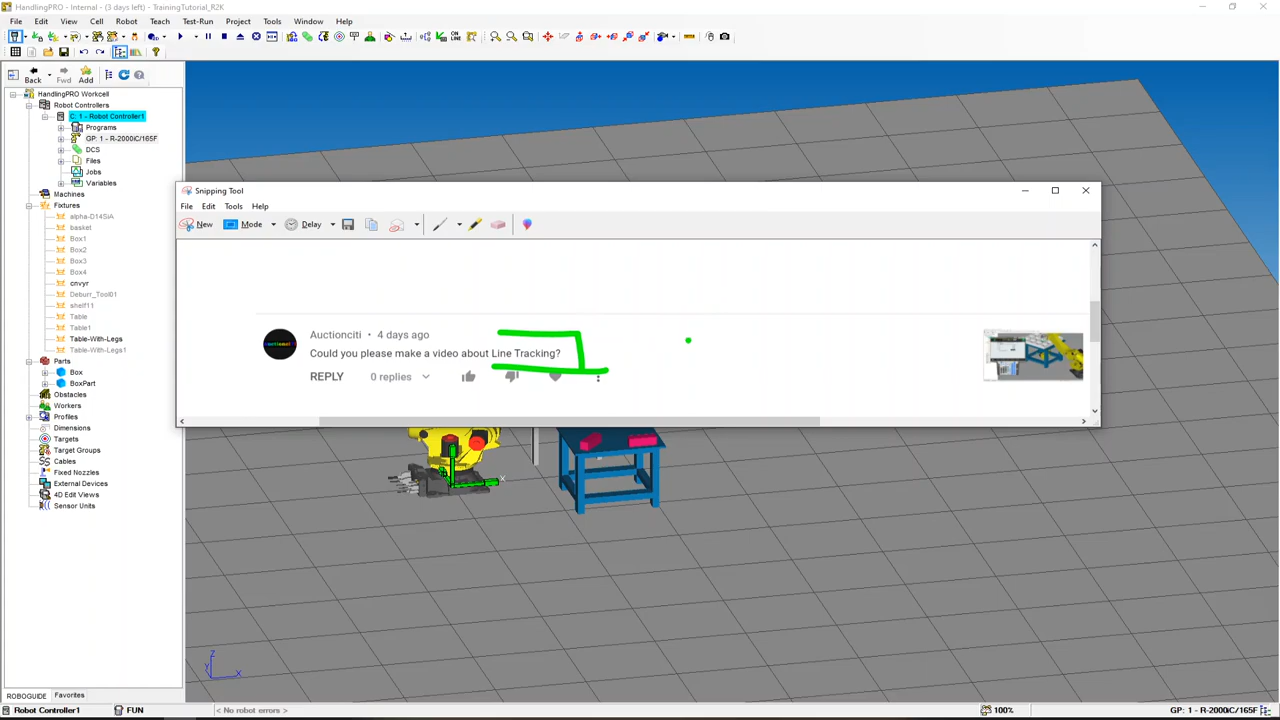 HandlingPRO - Internal - (3 days left) - TrainingTutorial_R2K
File Edit View Cell Robot Teach Test-Run Project Tools Window Help
ON LINE
Back Fwd Add
HandlingPRO Workcell
Robot Controllers
C: 1 - Robot Controller1
Programs
GP: 1 - R-2000iC/165F
DCS
Files
Jobs
Variables
Machines
Fixtures
alpha-D14SiA
basket
Box1
Box2
Box3
Box4
cnvyr
Deburr_Tool01
shelf11
Table
Table1
Table-With-Legs
Table-With-Legs1
Parts
Box
BoxPart
Obstacles
Workers
Profiles
Dimensions
Targets
Target Groups
Cables
Fixed Nozzles
External Devices
4D Edit Views
Sensor Units
Snipping Tool
File Edit Tools Help
New Mode Delay
Auctionciti • 4 days ago
Could you please make a video about Line Tracking?
REPLY 0 replies
Z
Y
X
ROBOGUIDE Favorites
Robot Controller1 FUN < No robot errors > 100% GP: 1 - R-2000iC/165F